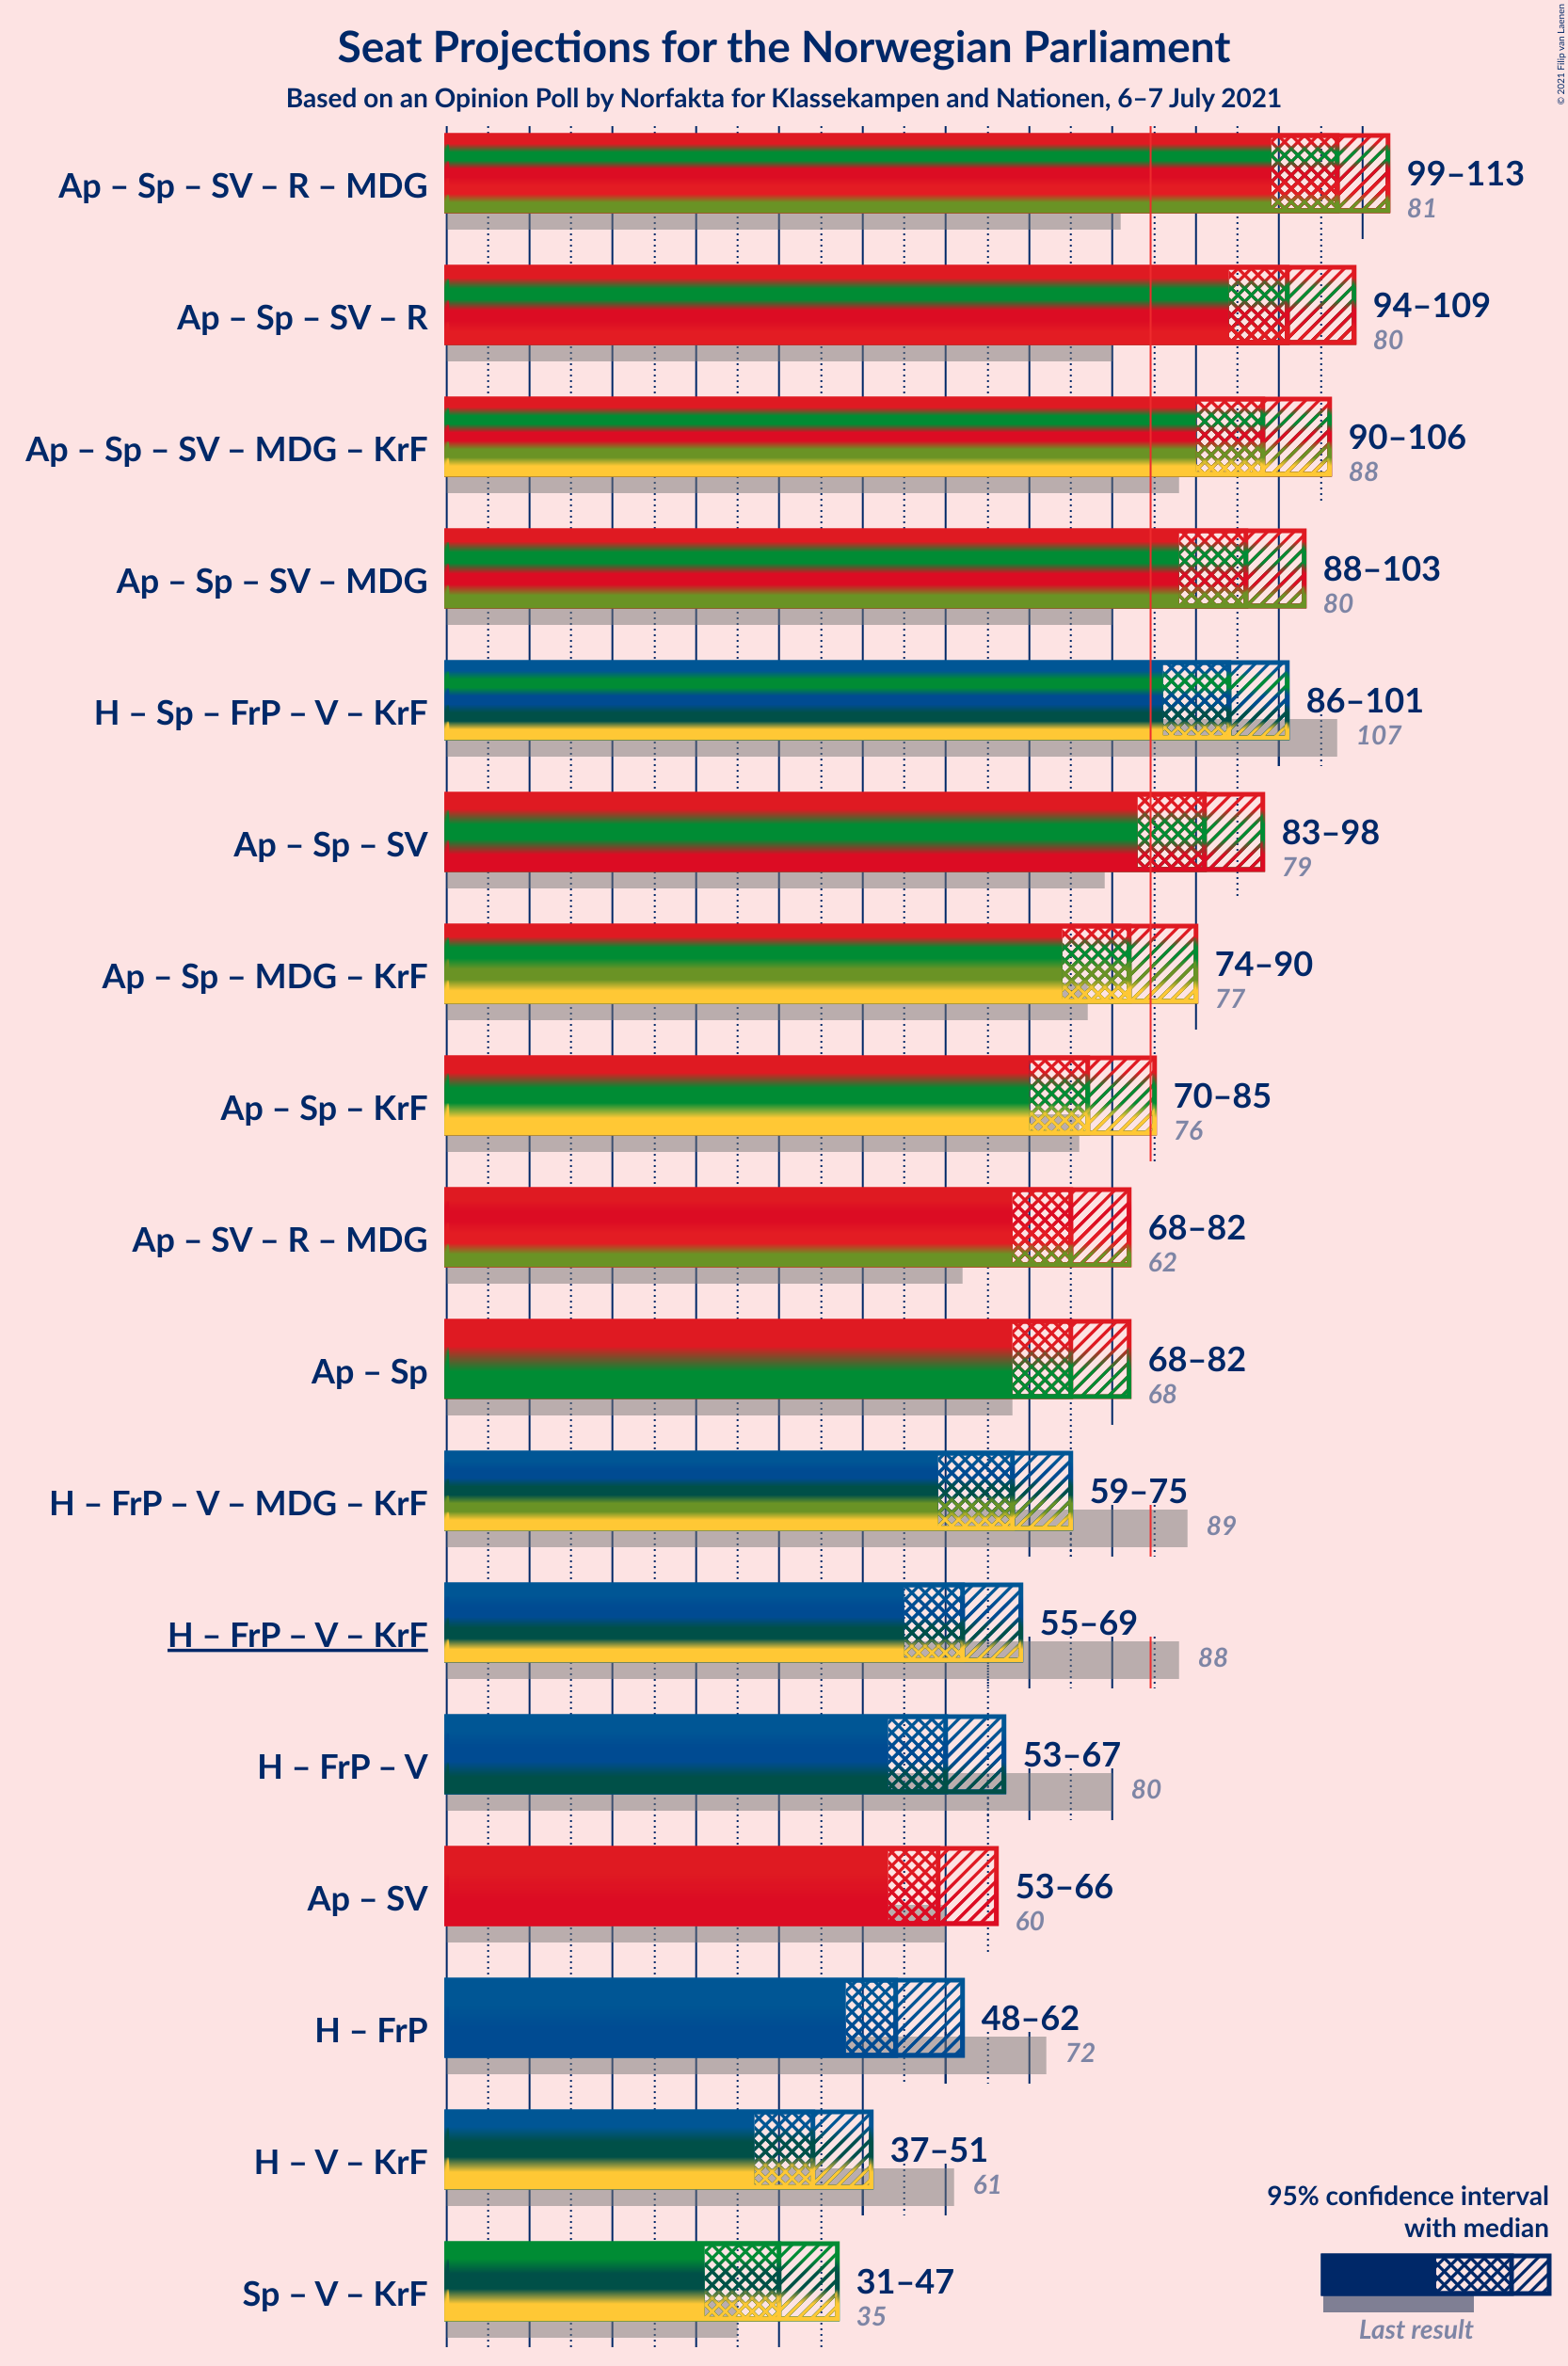 Seat Projections for the Norwegian Parliament
Based on an Opinion Poll by Norfakta for Klassekampen and Nationen, 6–7 July 2021
© 2021 Filip van Laenen
Ap – Sp – SV – R – MDG
99–113
81
Ap – Sp – SV – R
94–109
80
Ap – Sp – SV – MDG – KrF
90–106
88
Ap – Sp – SV – MDG
88–103
80
H – Sp – FrP – V – KrF
86–101
107
Ap – Sp – SV
83–98
79
Ap – Sp – MDG – KrF
74–90
77
Ap – Sp – KrF
70–85
76
Ap – SV – R – MDG
68–82
62
Ap – Sp
68–82
68
H – FrP – V – MDG – KrF
59–75
89
H – FrP – V – KrF
55–69
88
H – FrP – V
53–67
80
Ap – SV
53–66
60
H – FrP
48–62
72
H – V – KrF
37–51
61
Sp – V – KrF
31–47
35
95% confidence interval
with median
Last result